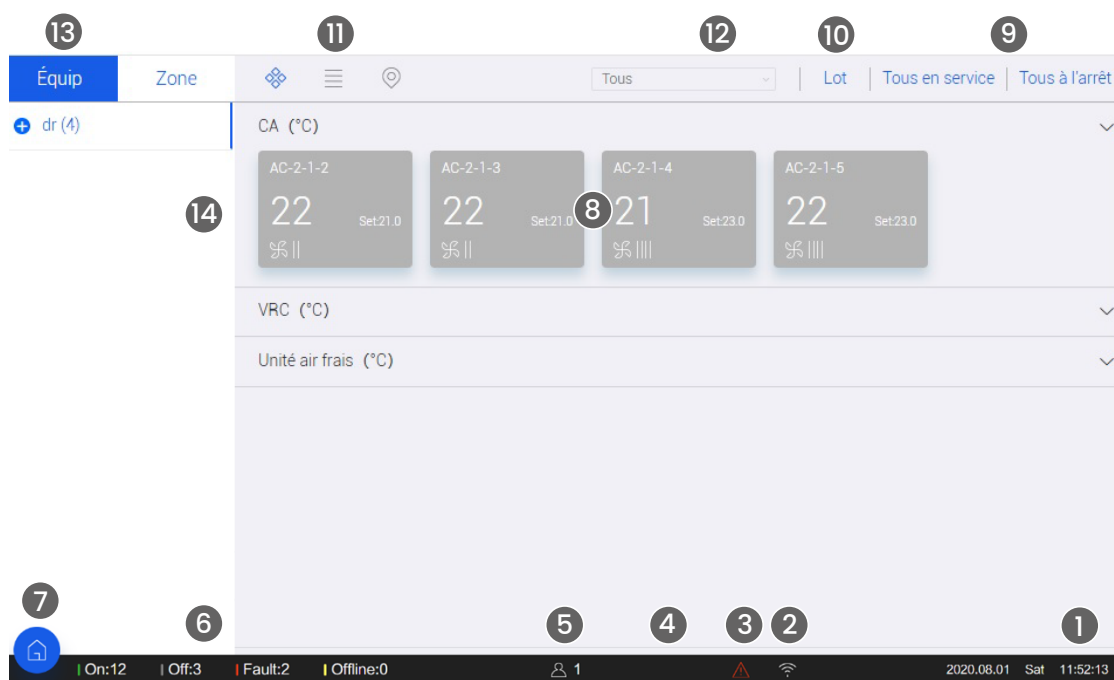 13 11 12 10 9
Équip Zone Tous Lot Tous en service Tous à l'arrêt
dr (4)
CA (°C)
AC-2-1-2 AC-2-1-3 AC-2-1-4 AC-2-1-5
14
22 Set:21.0 22 Set:21.0 8 21 Set:23.0 22 Set:23.0
VRC (°C)
Unité air frais (°C)
7 6 5 4 3 2 1
On:12 Off:3 Fault:2 Offline:0 1 2020.08.01 Sat 11:52:13